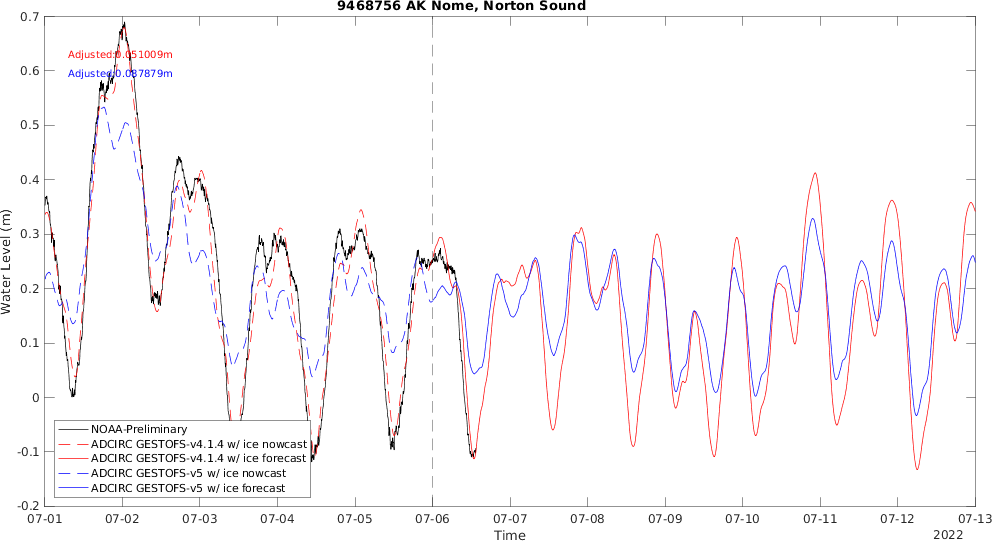 9468756 AK Nome, Norton Sound
0.7
Adjusted:0.051009m
0.6
Adjusted:0.087879m
0.5
0.4
0.3
0.2
0.1
0
-0.1
-0.2
Water Level (m)
NOAA-Preliminary
ADCIRC GESTOFS-v4.1.4 w/ ice nowcast
ADCIRC GESTOFS-v4.1.4 w/ ice forecast
ADCIRC GESTOFS-v5 w/ ice nowcast
ADCIRC GESTOFS-v5 w/ ice forecast
07-01 07-02 07-03 07-04 07-05 07-06 07-07 07-08 07-09 07-10 07-11 07-12 07-13
Time
2022